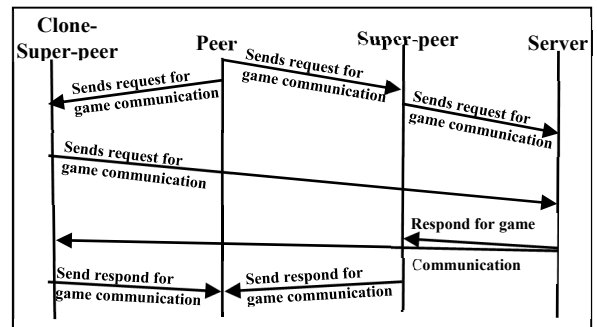 Clone-
Super-peer
Peer
Super-peer
Server
Sends request for
game communication
Sends request for
game communication
Sends request for
game communication
Sends request for
game communication
Respond for game
Communication
Send respond for
game communication
Send respond for
game communication